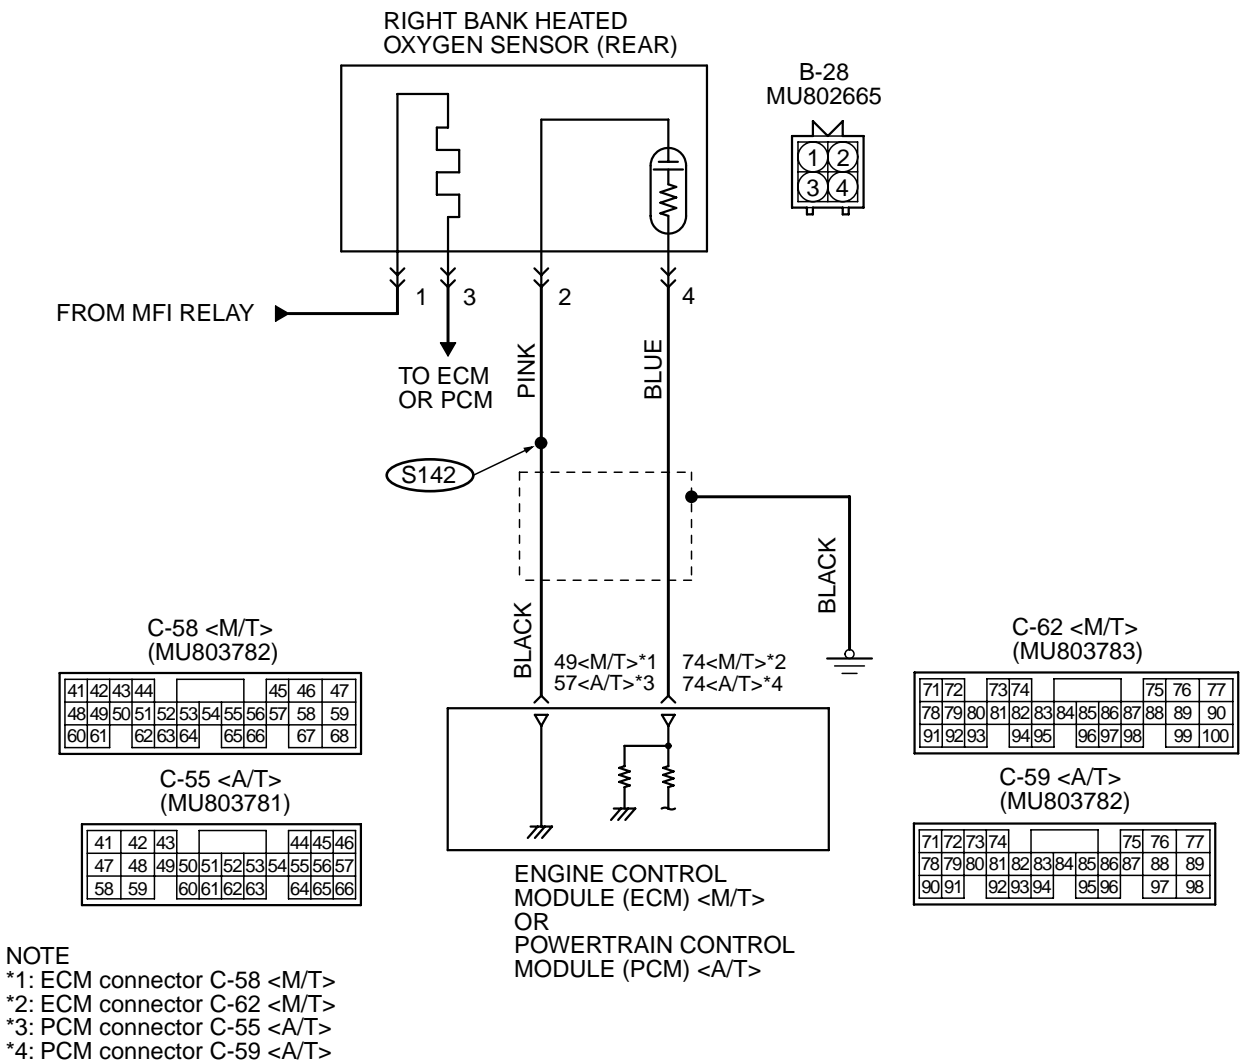 RIGHT BANK HEATED
OXYGEN SENSOR (REAR)
B-28
MU802665
1 2
3 4
FROM MFI RELAY
1 3 2 4
TO ECM
OR PCM
PINK
BLUE
S142
BLACK
BLACK
49<M/T>*1 74<M/T>*2
57<A/T>*3 74<A/T>*4
C-58 <M/T>
(MU803782)
41 42 43 44 45 46 47
48 49 50 51 52 53 54 55 56 57 58 59
60 61 62 63 64 65 66 67 68
C-55 <A/T>
(MU803781)
41 42 43 44 45 46
47 48 49 50 51 52 53 54 55 56 57
58 59 60 61 62 63 64 65 66
C-62 <M/T>
(MU803783)
71 72 73 74 75 76 77
78 79 80 81 82 83 84 85 86 87 88 89 90
91 92 93 94 95 96 97 98 99 100
C-59 <A/T>
(MU803782)
71 72 73 74 75 76 77
78 79 80 81 82 83 84 85 86 87 88 89
90 91 92 93 94 95 96 97 98
ENGINE CONTROL
MODULE (ECM) <M/T>
OR
POWERTRAIN CONTROL
MODULE (PCM) <A/T>
NOTE
*1: ECM connector C-58 <M/T>
*2: ECM connector C-62 <M/T>
*3: PCM connector C-55 <A/T>
*4: PCM connector C-59 <A/T>